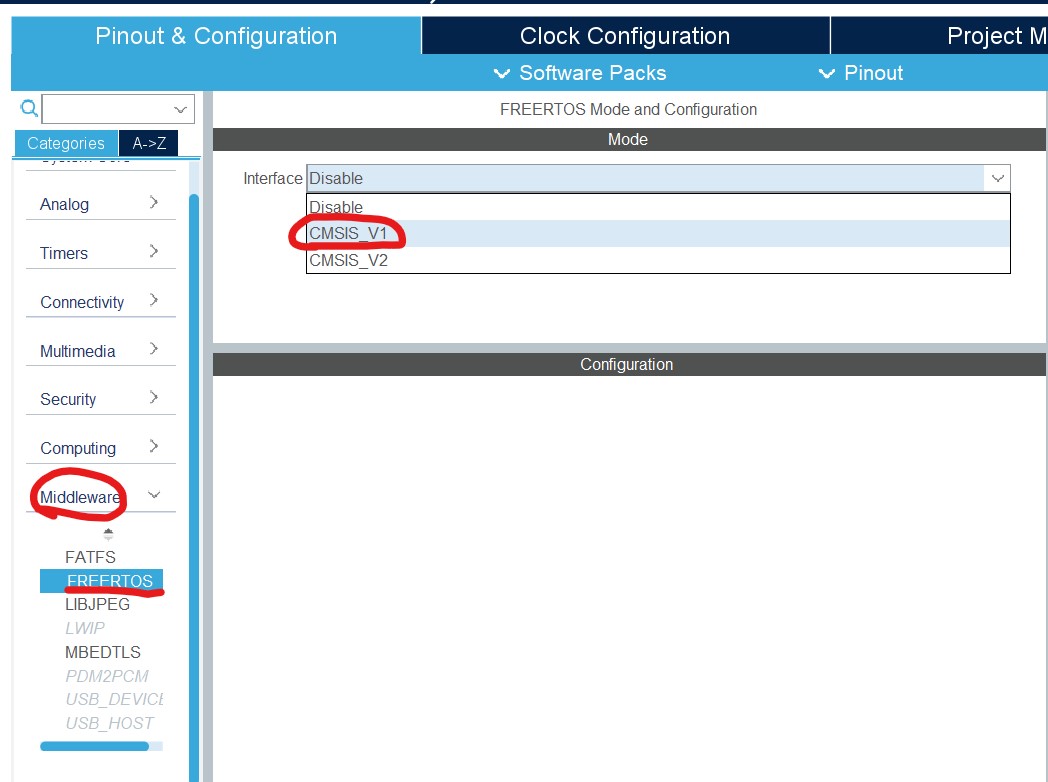 Pinout & Configuration
Clock Configuration
Project M
Software Packs
Pinout
Categories
A->Z
Analog
Timers
Connectivity
Multimedia
Security
Computing
Middleware
FATFS
FREERTOS
LIBJPEG
LWIP
MBEDTLS
PDM2PCM
USB_DEVICE
USB_HOST
FREERTOS Mode and Configuration
Mode
Interface Disable
Disable
CMSIS_V1
CMSIS_V2
Configuration